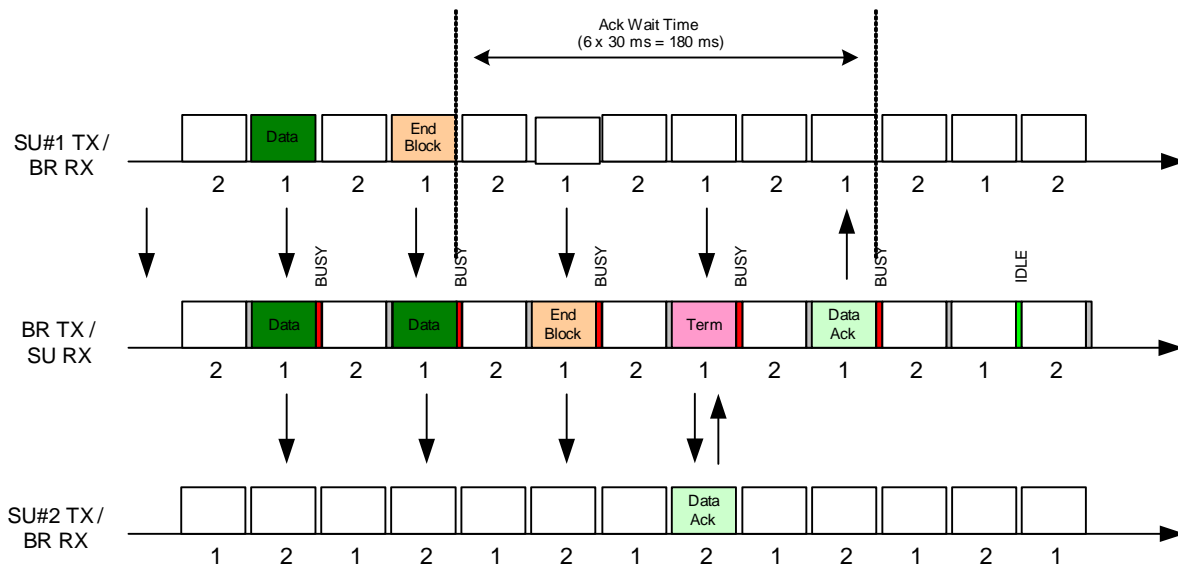 Ack Wait Time
(6 x 30 ms = 180 ms)
SU#1 TX /
BR RX
Data
End
Block
2 1 2 1 2 1 2 1 2 1 2 1 2
BUSY BUSY BUSY BUSY BUSY IDLE
BR TX /
SU RX
Data
Data
End
Block
Term
Data
Ack
2 1 2 1 2 1 2 1 2 1 2 1 2
SU#2 TX /
BR RX
Data
Ack
1 2 1 2 1 2 1 2 1 2 1 2 1